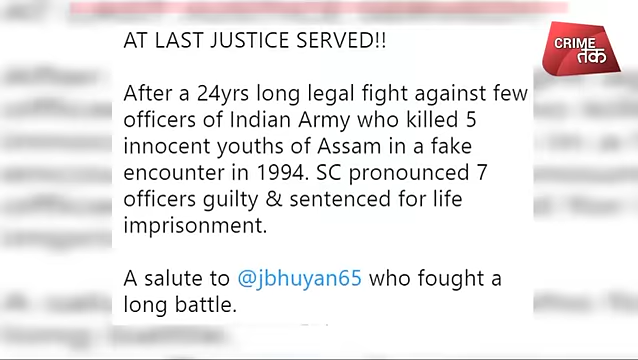 AT LAST JUSTICE SERVED!!
CRIME
तक
After a 24yrs long legal fight against few
officers of Indian Army who killed 5
innocent youths of Assam in a fake
encounter in 1994. SC pronounced 7
officers guilty & sentenced for life
imprisonment.
A salute to @jbhuyan65 who fought a
long battle.